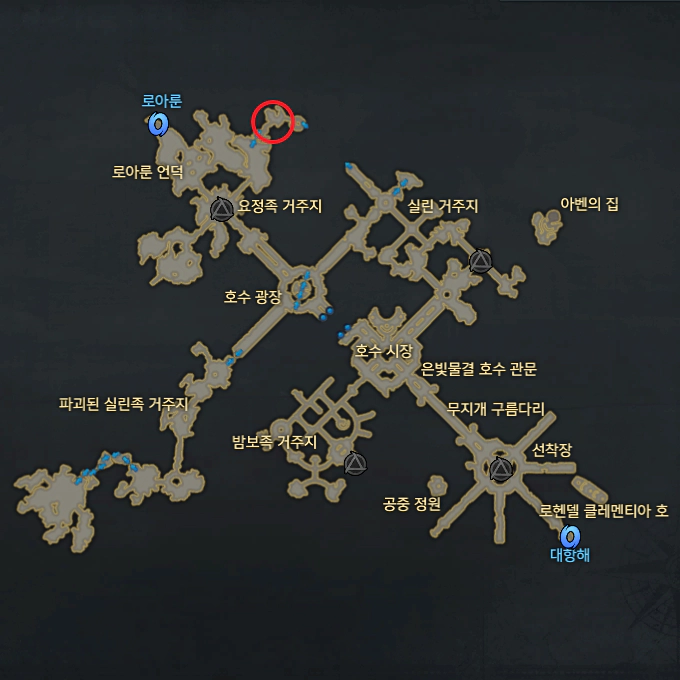 로아룬
로아룬 언덕
요정족 거주지
실린 거주지
아벤의 집
호수 광장
호수 시장
은빛물결 호수 관문
파괴된 실린족 거주지
무지개 구름다리
밤보족 거주지
선착장
공중 정원
로헨델 클레멘티아 호
대항해